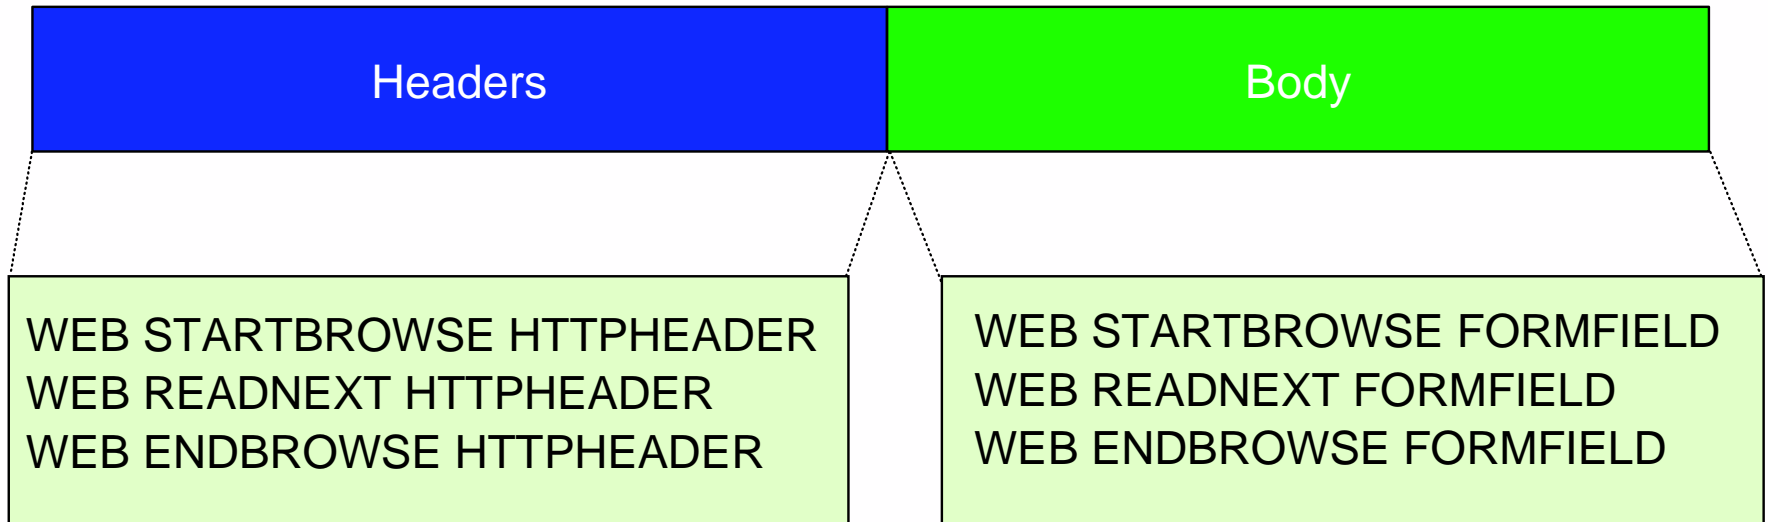 Headers
Body
WEB STARTBROWSE HTTPHEADER
WEB READNEXT HTTPHEADER
WEB ENDBROWSE HTTPHEADER
WEB STARTBROWSE FORMFIELD
WEB READNEXT FORMFIELD
WEB ENDBROWSE FORMFIELD